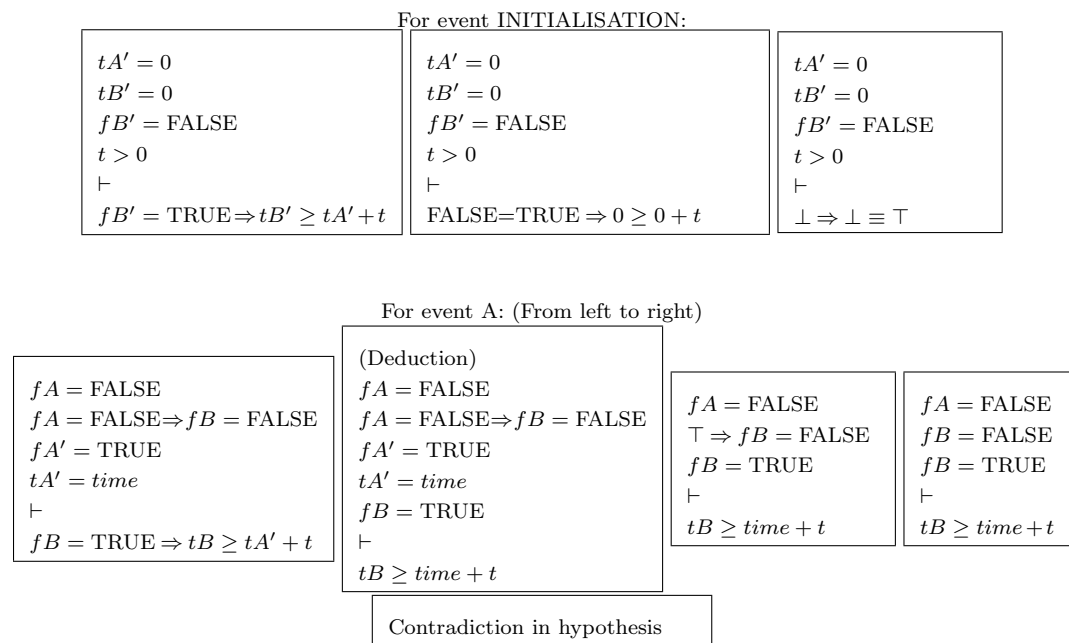 For event INITIALISATION:
tA′ = 0
tB′ = 0
fB′ = FALSE
t > 0
⊢
fB′ = TRUE ⇒ tB′ ≥ tA′ + t
tA′ = 0
tB′ = 0
fB′ = FALSE
t > 0
⊢
FALSE=TRUE ⇒ 0 ≥ 0 + t
tA′ = 0
tB′ = 0
fB′ = FALSE
t > 0
⊢
⊥ ⇒ ⊥ ≡ ⊤
For event A: (From left to right)
fA = FALSE
fA = FALSE ⇒ fB = FALSE
fA′ = TRUE
tA′ = time
⊢
fB = TRUE ⇒ tB ≥ tA′ + t
(Deduction)
fA = FALSE
fA = FALSE ⇒ fB = FALSE
fA′ = TRUE
tA′ = time
fB = TRUE
⊢
tB ≥ time + t
fA = FALSE
⊤ ⇒ fB = FALSE
fB = TRUE
⊢
tB ≥ time + t
fA = FALSE
fB = FALSE
fB = TRUE
⊢
tB ≥ time + t
Contradiction in hypothesis